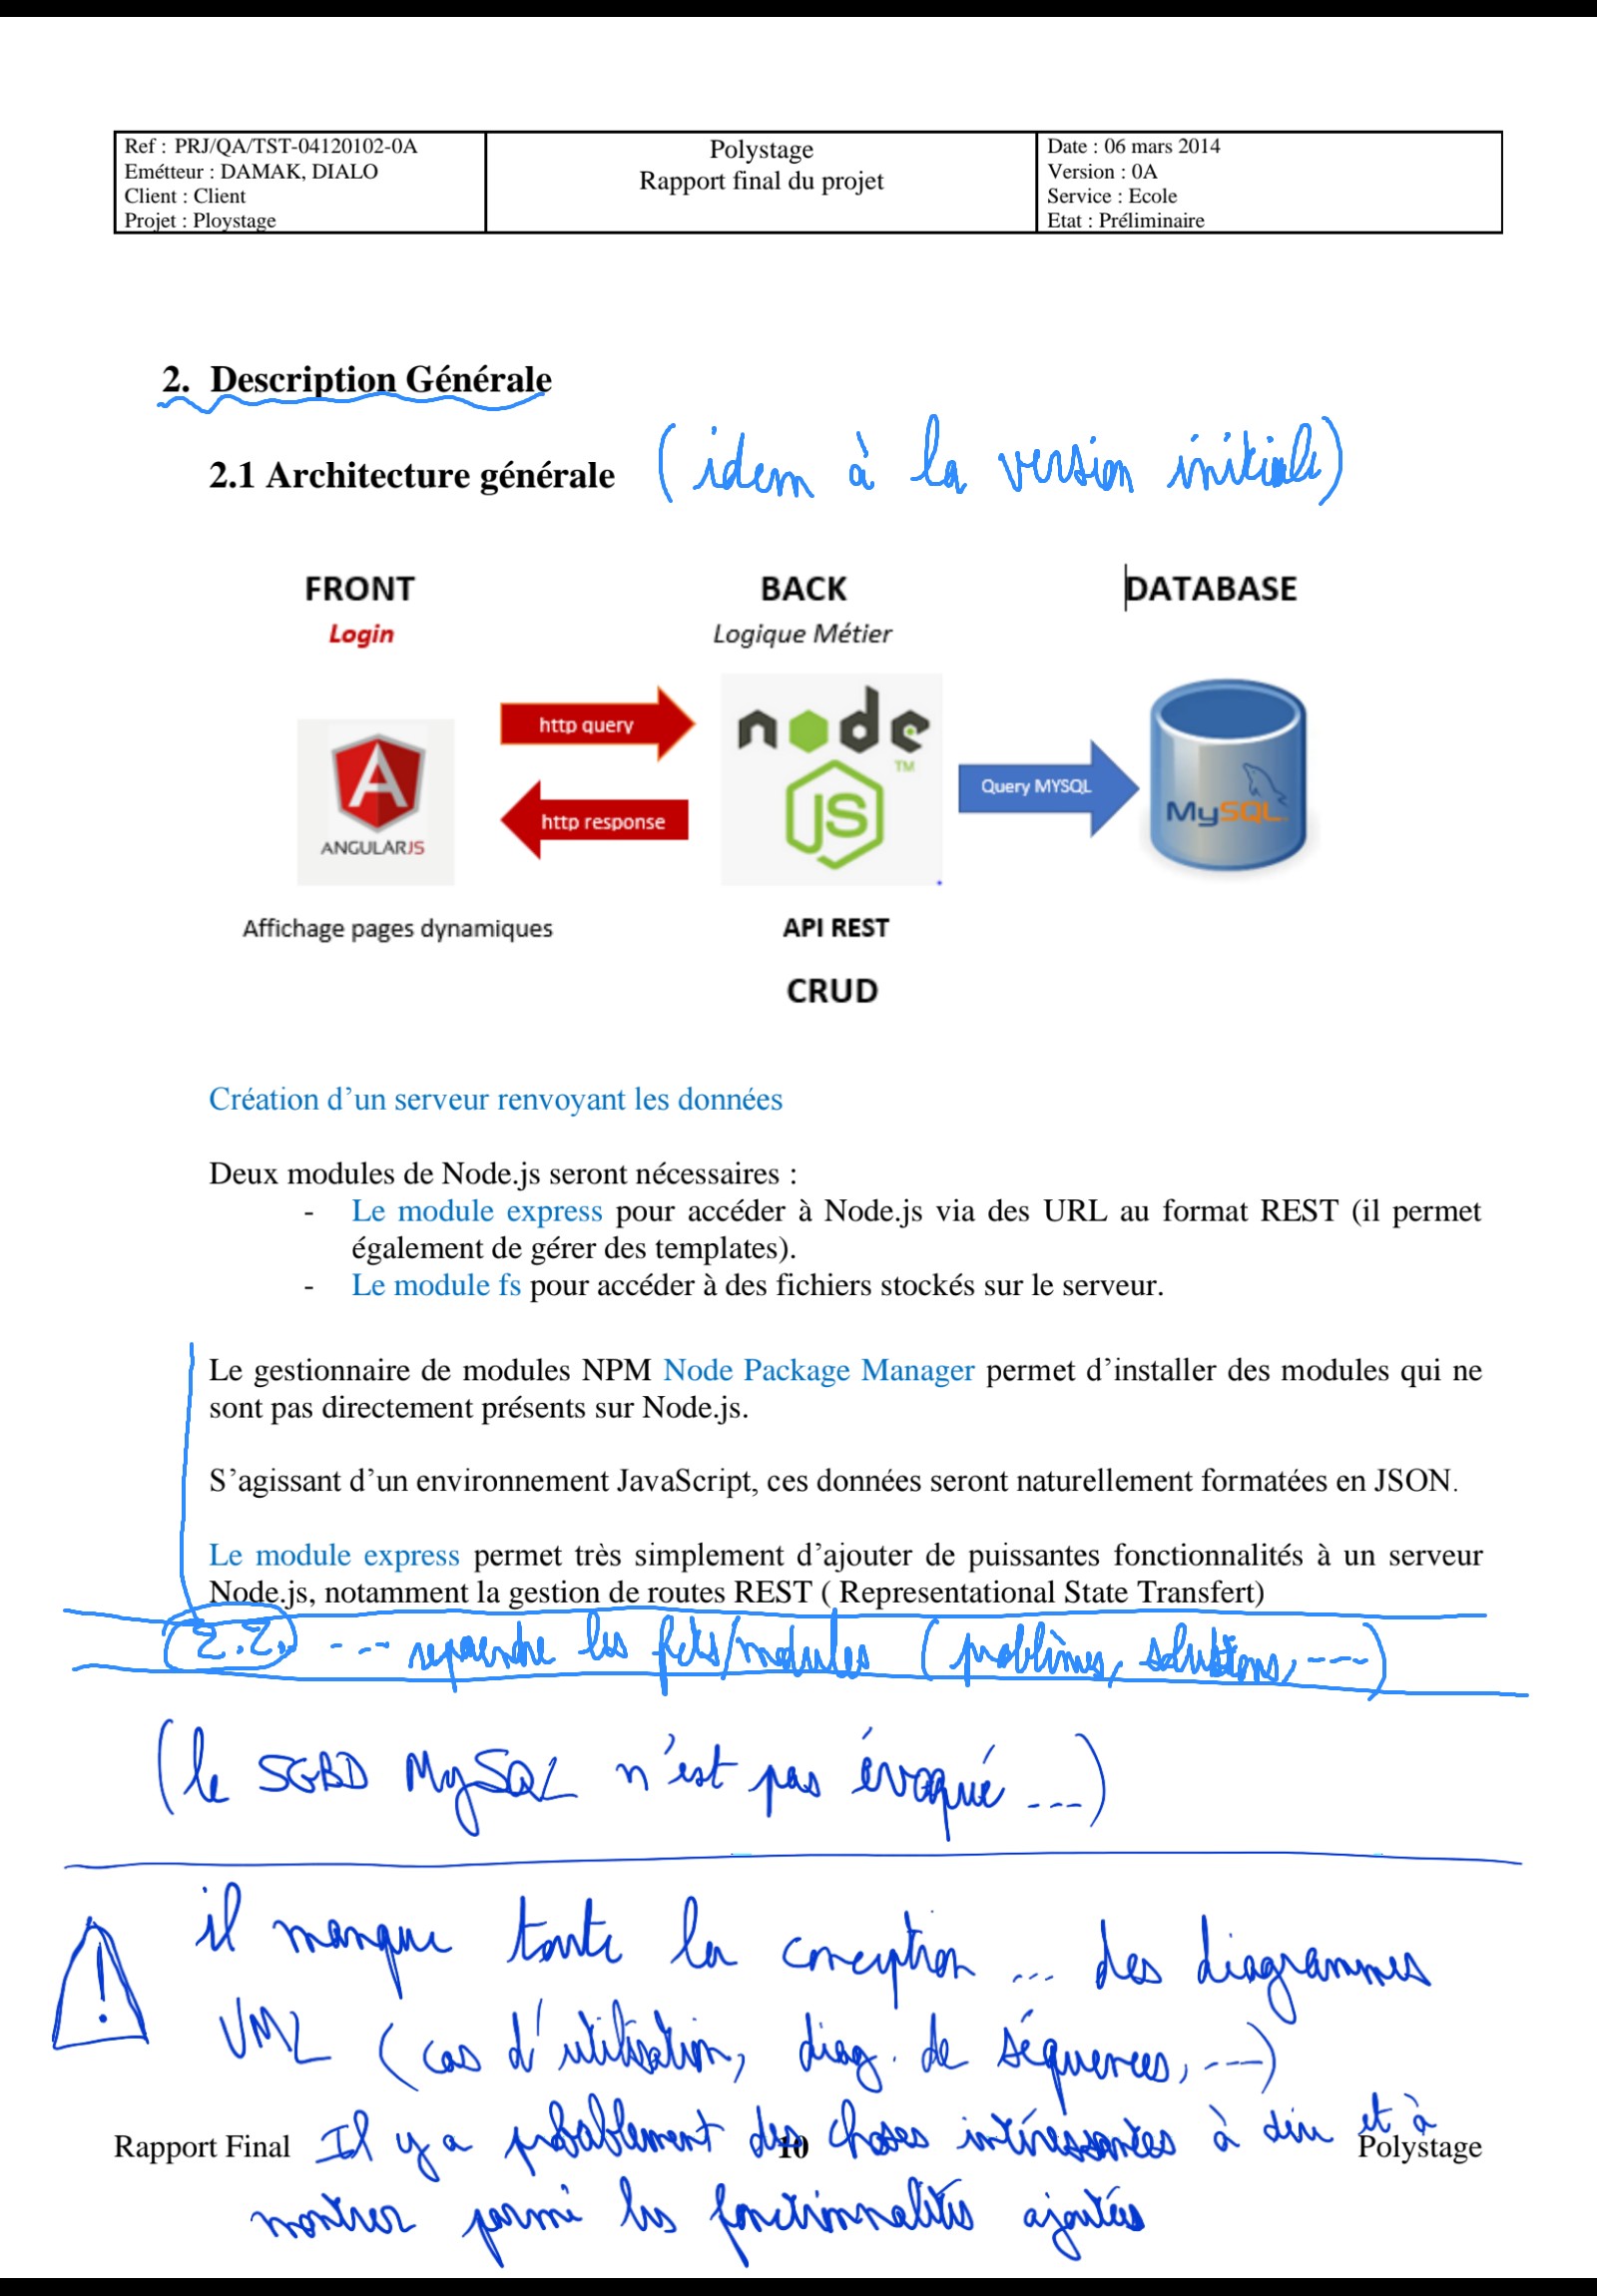 Ref : PRJ/QA/TST-04120102-0A
Emétteur : DAMAK, DIALO
Client : Client
Projet : Ploystage
Polystage
Rapport final du projet
Date : 06 mars 2014
Version : 0A
Service : Ecole
Etat : Préliminaire
2. Description Générale
2.1 Architecture générale (idem à la version initiale)
FRONT BACK DATABASE
Login Logique Métier
http query
node
TM
JS
Query MYSQL
MySQL
http response
ANGULARJS
Affichage pages dynamiques API REST
CRUD
Création d'un serveur renvoyant les données
Deux modules de Node.js seront nécessaires :
- Le module express pour accéder à Node.js via des URL au format REST (il permet
également de gérer des templates).
- Le module fs pour accéder à des fichiers stockés sur le serveur.
Le gestionnaire de modules NPM Node Package Manager permet d'installer des modules qui ne
sont pas directement présents sur Node.js.
S'agissant d'un environnement JavaScript, ces données seront naturellement formatées en JSON.
Le module express permet très simplement d'ajouter de puissantes fonctionnalités à un serveur
Node.js, notamment la gestion de routes REST ( Representational State Transfert)
2.2. --- reprendre les fcts/modules (problèmes, solutions, ---)
(le SGBD MySQL n'est pas évoqué ---)
! il manque toute la conception ... des diagrammes
UML (cas d'utilisation, diag. de séquences, ---)
Il y a probablement des choses intéressantes à dire et à
Rapport Final 10 Polystage
montrer parmi les fonctionnalités ajoutées